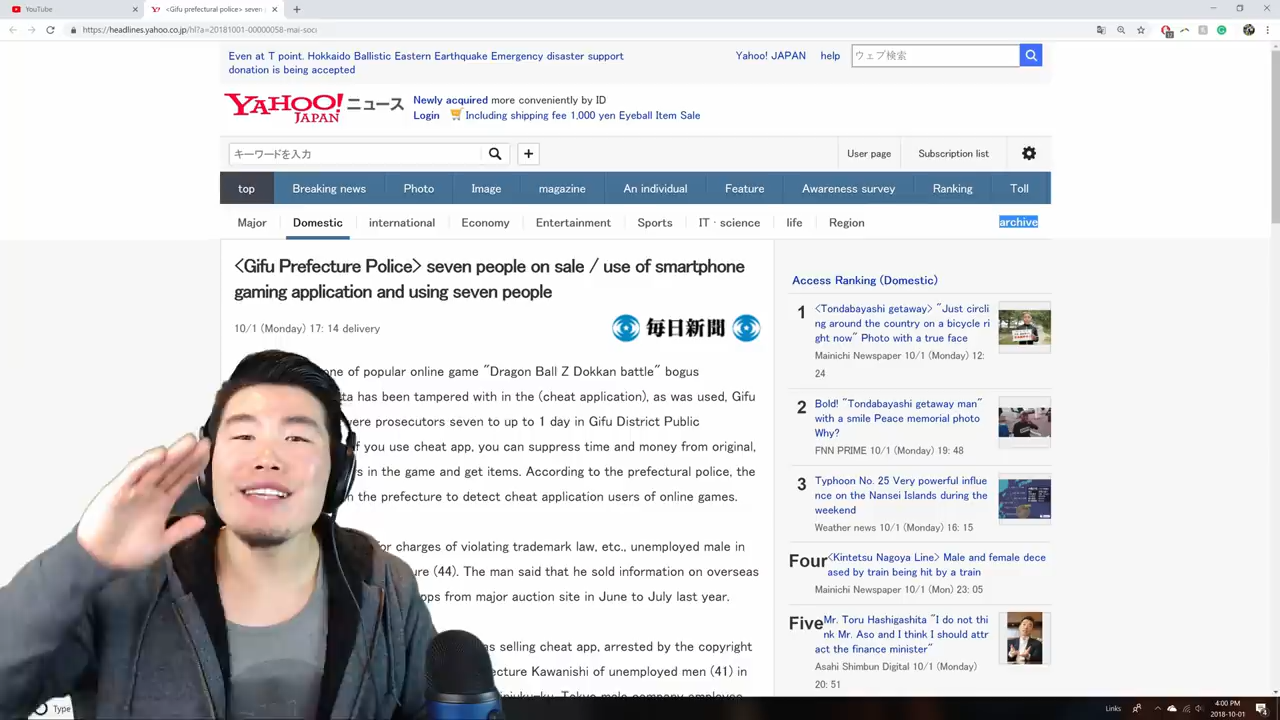 YouTube
<Gifu prefectural police> seven
https://headlines.yahoo.co.jp/hl?a=20181001-00000058-mai-soci
Even at T point. Hokkaido Ballistic Eastern Earthquake Emergency disaster support
donation is being accepted
Yahoo! JAPAN
help
ウェブ検索
YAHOO! ニュース
JAPAN
Newly acquired more conveniently by ID
Login Including shipping fee 1,000 yen Eyeball Item Sale
キーワードを入力
User page
Subscription list
top
Breaking news
Photo
Image
magazine
An individual
Feature
Awareness survey
Ranking
Toll
Major
Domestic
international
Economy
Entertainment
Sports
IT · science
life
Region
archive
<Gifu Prefecture Police> seven people on sale / use of smartphone
gaming application and using seven people
10/1 (Monday) 17: 14 delivery
毎日新聞
one of popular online game "Dragon Ball Z Dokkan battle" bogus
has been tampered with in the (cheat application), as was used, Gifu
prosecutors seven to up to 1 day in Gifu District Public
if you use cheat app, you can suppress time and money from original,
in the game and get items. According to the prefectural police, the
the prefecture to detect cheat application users of online games.
for charges of violating trademark law, etc., unemployed male in
(44). The man said that he sold information on overseas
from major auction site in June to July last year.
selling cheat app, arrested by the copyright
Kawanishi of unemployed men (41) in
Tokyo male company employee
Access Ranking (Domestic)
1
<Tondabayashi getaway> "Just circli
ng around the country on a bicycle ri
ght now" Photo with a true face
Mainichi Newspaper 10/1 (Monday) 12:
24
2
Bold! "Tondabayashi getaway man"
with a smile Peace memorial photo
Why?
FNN PRIME 10/1 (Monday) 19: 48
3
Typhoon No. 25 Very powerful influe
nce on the Nansei Islands during the
weekend
Weather news 10/1 (Monday) 16: 15
Four
<Kintetsu Nagoya Line> Male and female dece
ased by train being hit by a train
Mainichi Newspaper 10/1 (Mon) 23: 05
Five
Mr. Toru Hashigashita "I do not thi
nk Mr. Aso and I think I should attr
act the finance minister"
Asahi Shimbun Digital 10/1 (Monday)
20: 51
Type
Links
4:00 PM
2018-10-01